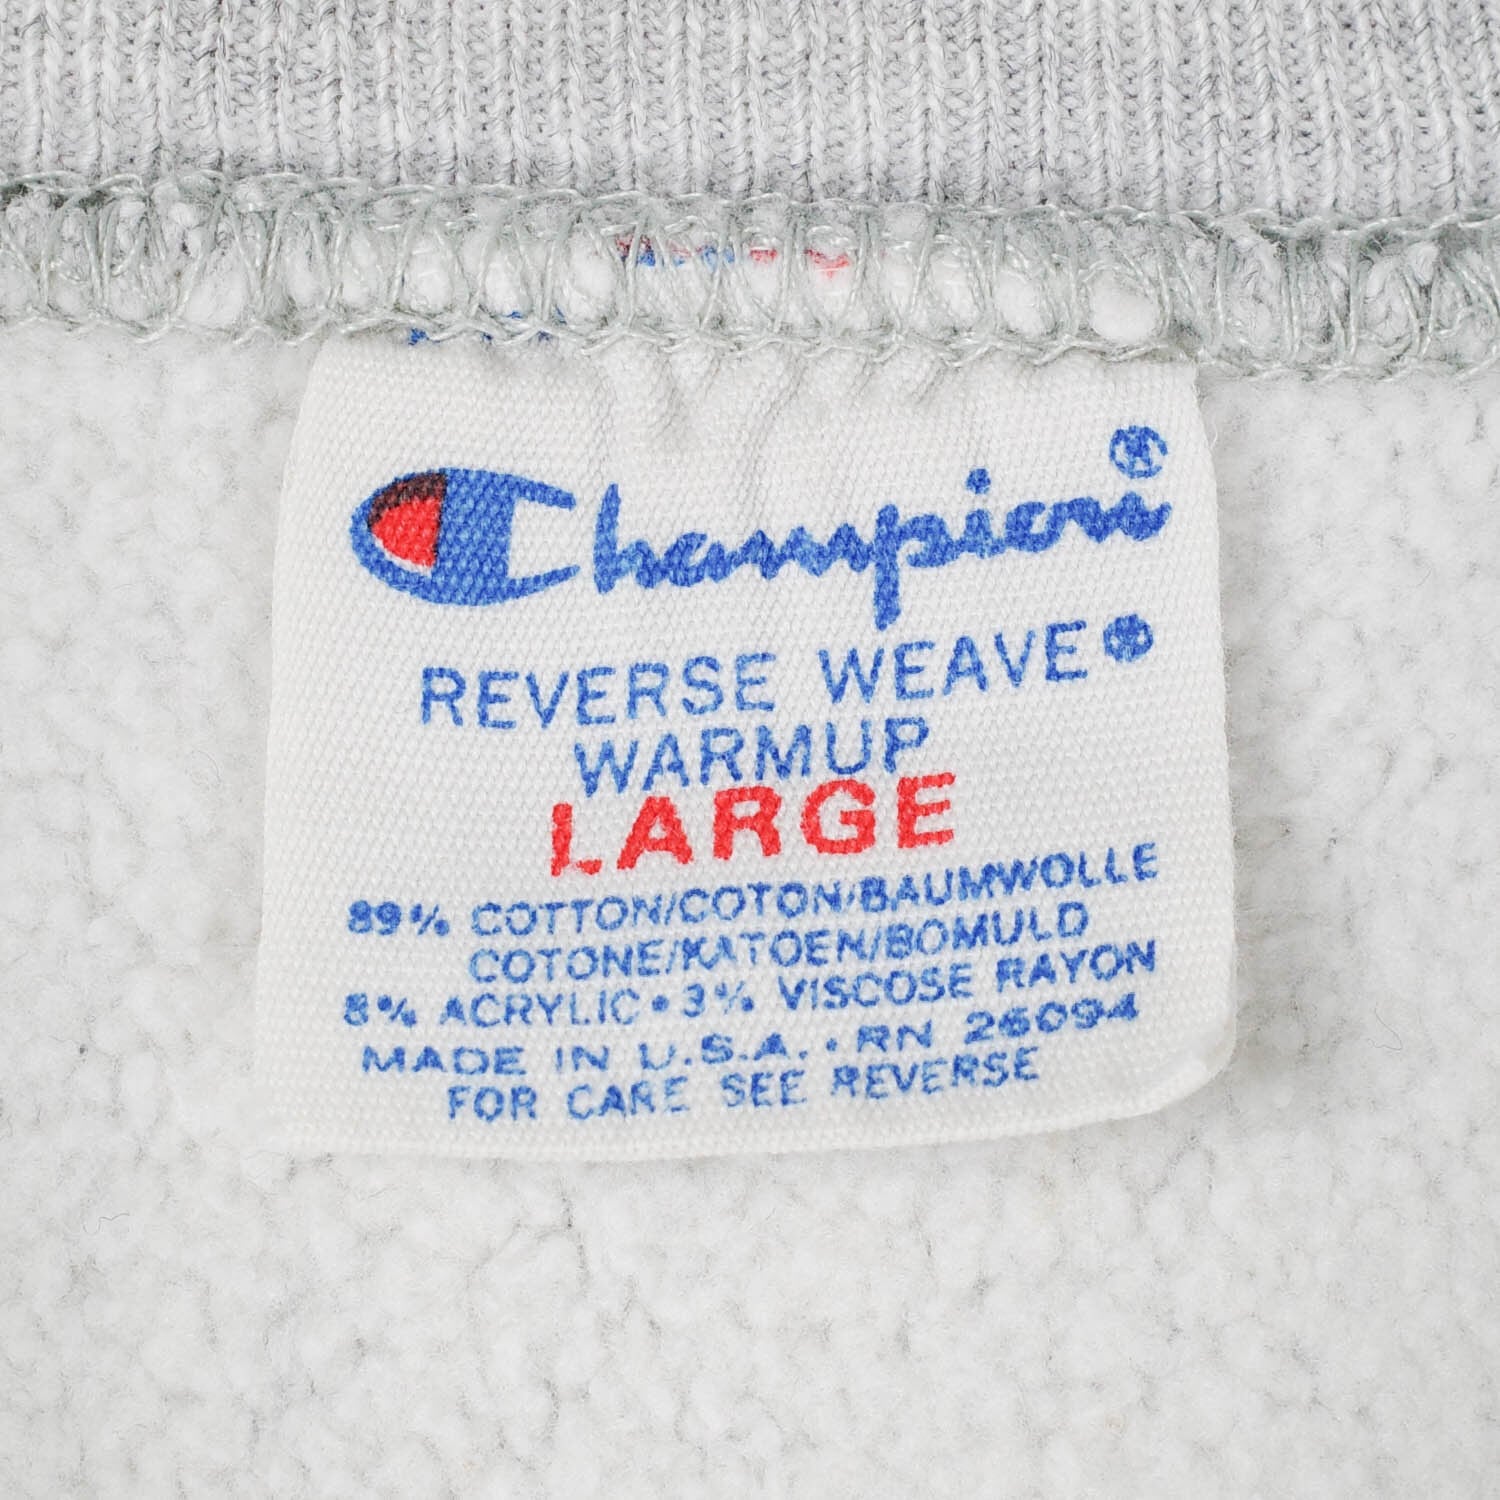 Champion®
REVERSE WEAVE®
WARMUP
LARGE
89% COTTON/COTON/BAUMWOLLE
COTONE/KATOEN/BOMULD
8% ACRYLIC • 3% VISCOSE RAYON
MADE IN U.S.A. • RN 26094
FOR CARE SEE REVERSE